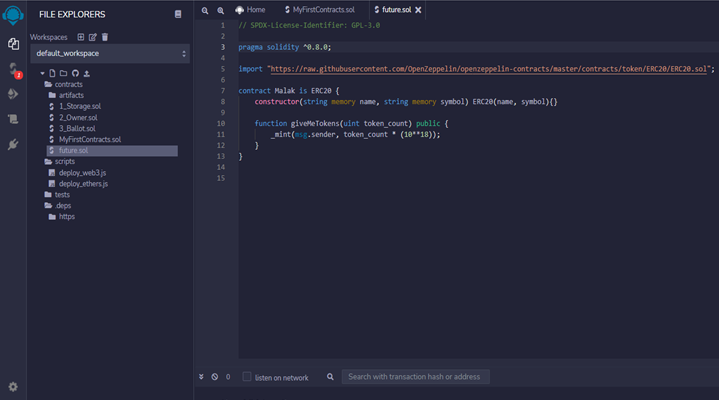 FILE EXPLORERS
Workspaces
default_workspace
contracts
artifacts
1_Storage.sol
2_Owner.sol
3_Ballot.sol
MyFirstContracts.sol
future.sol
scripts
deploy_web3.js
deploy_ethers.js
tests
.deps
https
1
Home
MyFirstContracts.sol
future.sol
1 // SPDX-License-Identifier: GPL-3.0
2
3 pragma solidity ^0.8.0;
4
5 import "https://raw.githubusercontent.com/OpenZeppelin/openzeppelin-contracts/master/contracts/token/ERC20/ERC20.sol";
6
7 contract Malak is ERC20 {
8 constructor(string memory name, string memory symbol) ERC20(name, symbol){}
9
10 function giveMeTokens(uint token_count) public {
11 _mint(msg.sender, token_count * (10**18));
12 }
13 }
14
15
0
listen on network
Search with transaction hash or address